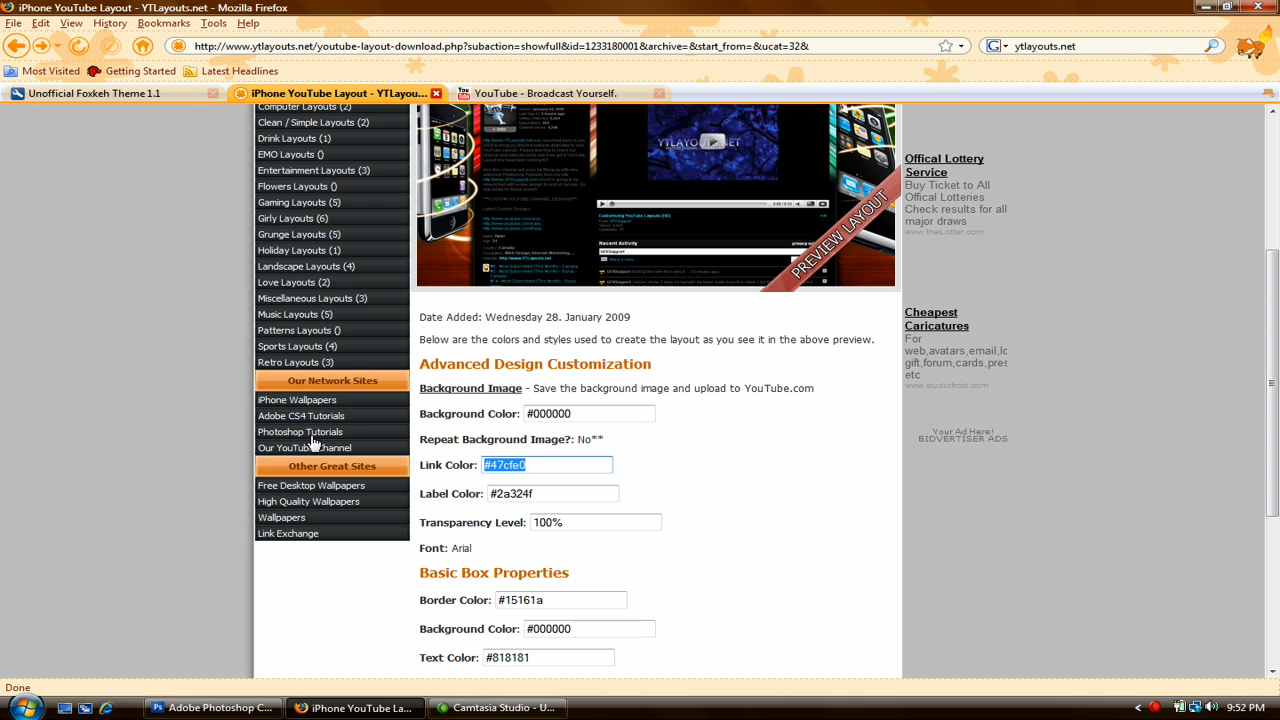 iPhone YouTube Layout - YTLayouts.net - Mozilla Firefox
File Edit View History Bookmarks Tools Help
http://www.ytlayouts.net/youtube-layout-download.php?subaction=showfull&id=1233180001&archive=&start_from=&ucat=32&
ytlayouts.net
Most Visited Getting Started Latest Headlines
Unofficial Foxkeh Theme 1.1
iPhone YouTube Layout - YTLayou...
YouTube - Broadcast Yourself.
Computer Layouts (2)
Clean / Simple Layouts (2)
Drink Layouts (1)
EMO Layouts ()
Entertainment Layouts (3)
Flowers Layouts ()
Gaming Layouts (5)
Girly Layouts (6)
Grunge Layouts (5)
Holiday Layouts (1)
Landscape Layouts (4)
Love Layouts (2)
Miscellaneous Layouts (3)
Music Layouts (5)
Patterns Layouts ()
Sports Layouts (4)
Retro Layouts (3)
Our Network Sites
iPhone Wallpapers
Adobe CS4 Tutorials
Photoshop Tutorials
Our YouTube Channel
Other Great Sites
Free Desktop Wallpapers
High Quality Wallpapers
Wallpapers
Link Exchange
Recent Activity
PREVIEW LAYOUT
Date Added: Wednesday 28. January 2009
Below are the colors and styles used to create the layout as you see it in the above preview.
Advanced Design Customization
Background Image - Save the background image and upload to YouTube.com
Background Color: #000000
Repeat Background Image?: No**
Link Color: #47cfe0
Label Color: #2a324f
Transparency Level: 100%
Font: Arial
Basic Box Properties
Border Color: #15161a
Background Color: #000000
Text Color: #818181
Offical Lottery
Service
Buy Ticket to All
Offical Lotteries
Check results for all
major draws
www.theLotter.com
Cheapest
Caricatures
For
web,avatars,email,lc
gift,forum,cards,pres
etc
www.studiofrost.com
Your Ad Here!
BIDVERTISER ADS
Done
Adobe Photoshop C...
iPhone YouTube La...
Camtasia Studio - U...
9:52 PM